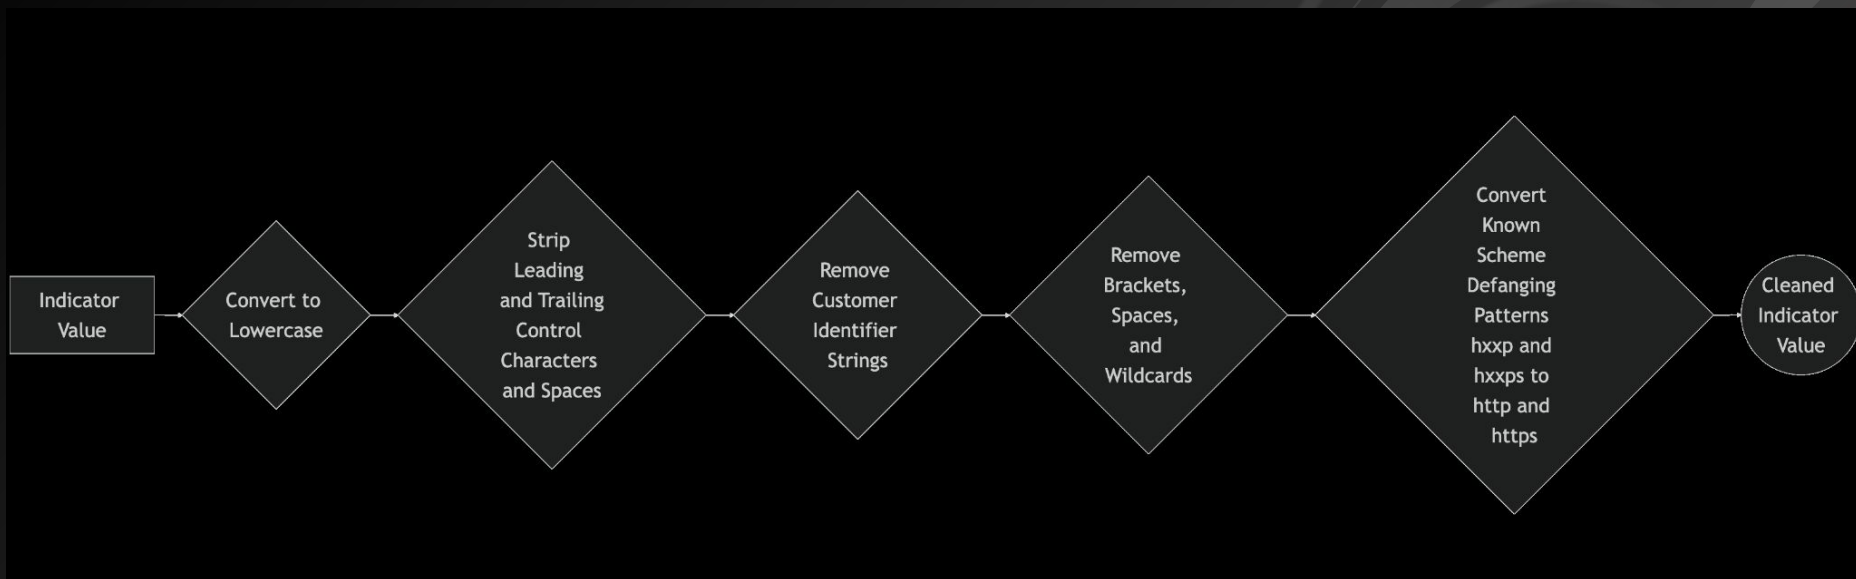 Indicator
Value
Convert to
Lowercase
Strip
Leading
and Trailing
Control
Characters
and Spaces
Remove
Customer
Identifier
Strings
Remove
Brackets,
Spaces,
and
Wildcards
Convert
Known
Scheme
Defanging
Patterns
hxxp and
hxxps to
http and
https
Cleaned
Indicator
Value